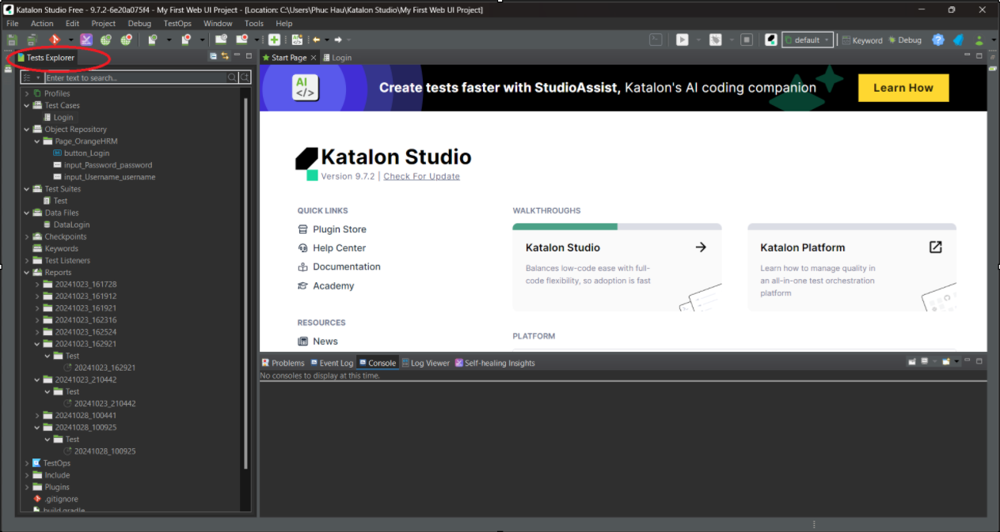 Katalon Studio Free - 9.7.2-6e20a075f4 - My First Web UI Project - [Location: C:\Users\Phuc Hau\Katalon Studio\My First Web UI Project]
File Action Edit Project Debug TestOps Window Tools Help
default Keyword Debug
Tests Explorer
Enter text to search...
Profiles
Test Cases
Login
Object Repository
Page_OrangeHRM
button_Login
input_Password_password
input_Username_username
Test Suites
Test
Data Files
DataLogin
Checkpoints
Keywords
Test Listeners
Reports
20241023_161728
20241023_161912
20241023_161921
20241023_162316
20241023_162524
20241023_162921
Test
20241023_162921
20241023_210442
Test
20241023_210442
20241028_100441
20241028_100925
Test
20241028_100925
TestOps
Include
Plugins
.gitignore
build.gradle
Start Page Login
AI
</>
Create tests faster with StudioAssist, Katalon's AI coding companion
Learn How
Katalon Studio
Version 9.7.2 | Check For Update
QUICK LINKS
Plugin Store
Help Center
Documentation
Academy
RESOURCES
News
WALKTHROUGHS
Katalon Studio
Balances low-code ease with full-
code flexibility, so adoption is fast
Katalon Platform
Learn how to manage quality in
an all-in-one test orchestration
platform
PLATFORM
Problems Event Log Console Log Viewer Self-healing Insights
No consoles to display at this time.